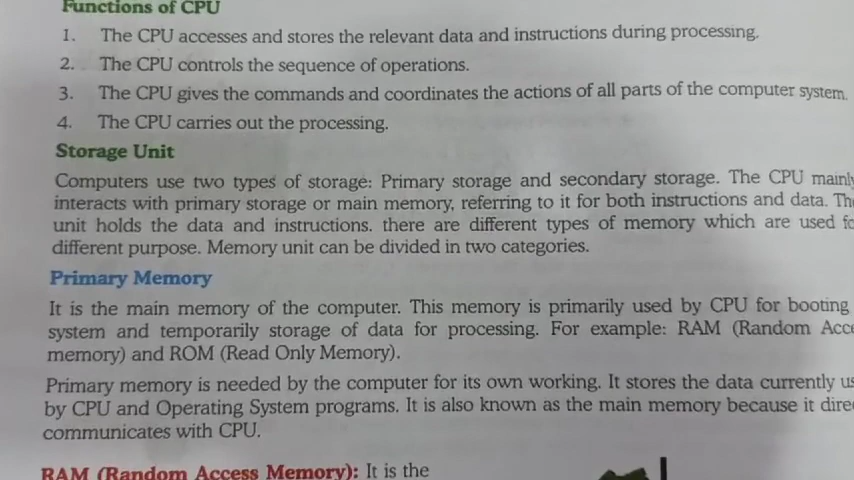 Functions of CPU
1. The CPU accesses and stores the relevant data and instructions during processing.
2. The CPU controls the sequence of operations.
3. The CPU gives the commands and coordinates the actions of all parts of the computer system.
4. The CPU carries out the processing.
Storage Unit
Computers use two types of storage: Primary storage and secondary storage. The CPU mainly
interacts with primary storage or main memory, referring to it for both instructions and data. The
unit holds the data and instructions. there are different types of memory which are used
different purpose. Memory unit can be divided in two categories.
Primary Memory
It is the main memory of the computer. This memory is primarily used by CPU for booting
system and temporarily storage of data for processing. For example: RAM (Random
memory) and ROM (Read Only Memory).
Primary memory is needed by the computer for its own working. It stores the data currently
by CPU and Operating System programs. It is also known as the main memory because it
communicates with CPU.
RAM (Random Access Memory): It is the